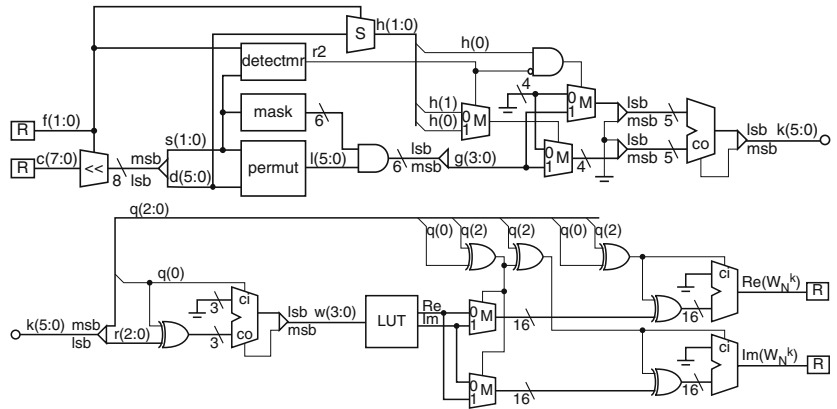 S
h(1:0)
h(0)
detectmr
r2
4
0
1
M
lsb
msb
5
R
f(1:0)
mask
6
h(1)
h(0)
0
1
M
lsb
msb
k(5:0)
co
R
c(7:0)
<<
8
msb
lsb
s(1:0)
d(5:0)
permut
l(5:0)
6
lsb
msb
g(3:0)
0
1
M
4
lsb
msb
5
q(2:0)
q(0)
q(2)
q(2)
q(0)
q(2)
q(0)
3
ci
co
k(5:0)
msb
lsb
r(2:0)
3
lsb
msb
w(3:0)
LUT
Re
Im
0
1
M
16
ci
16
Re(W_N^k)
R
0
1
M
16
ci
16
Im(W_N^k)
R